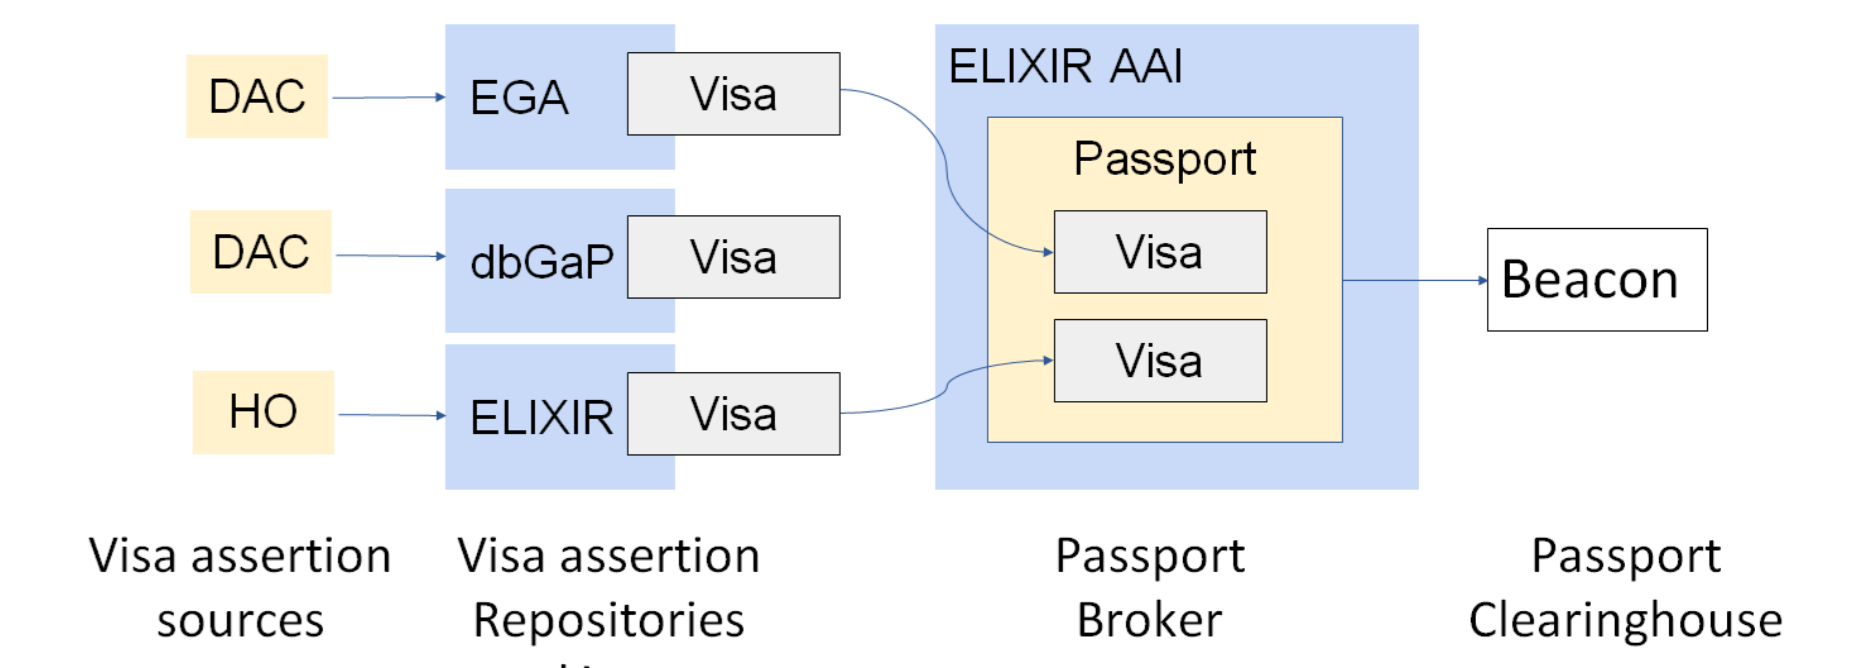 DAC
EGA
Visa
ELIXIR AAI
Passport
Visa
DAC
dbGaP
Visa
Visa
Beacon
HO
ELIXIR
Visa
Visa assertion
sources
Visa assertion
Repositories
Passport
Broker
Passport
Clearinghouse